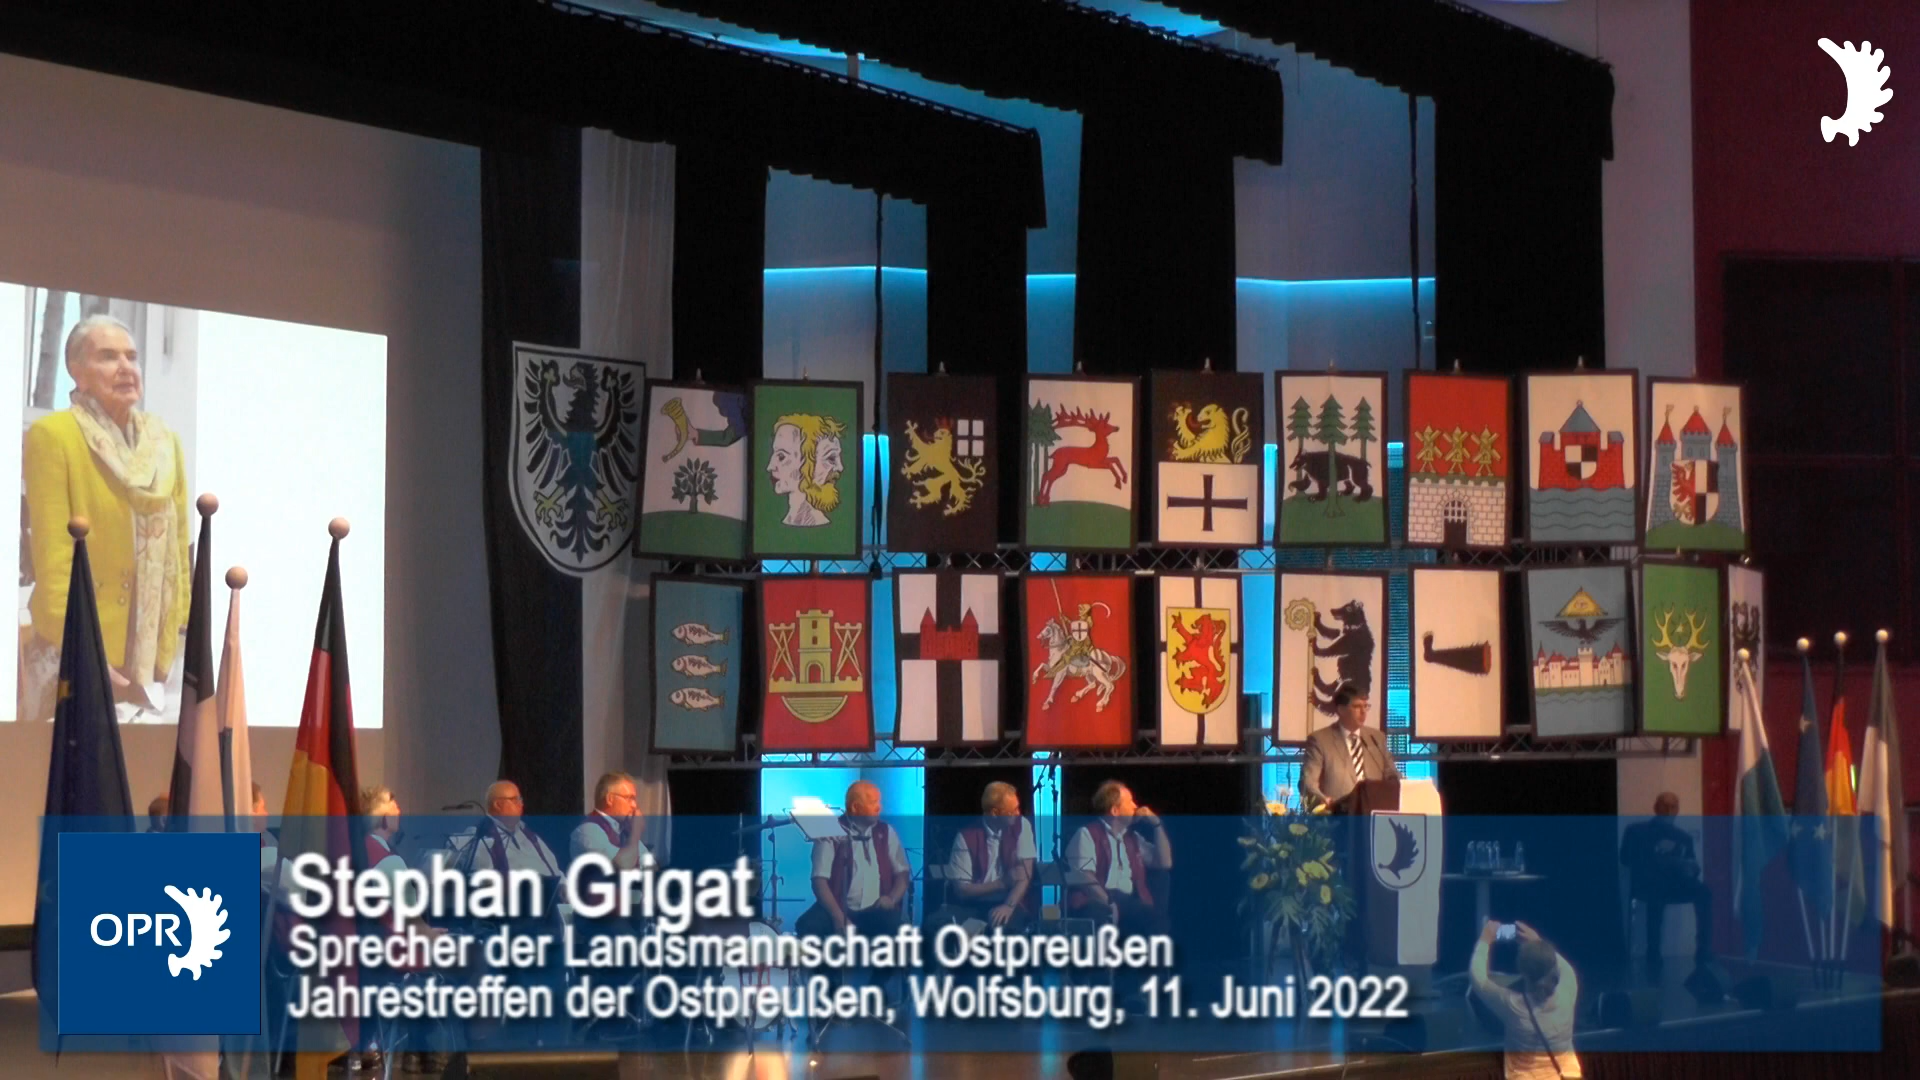 OPR
Stephan Grigat
Sprecher der Landsmannschaft Ostpreußen
Jahrestreffen der Ostpreußen, Wolfsburg, 11. Juni 2022